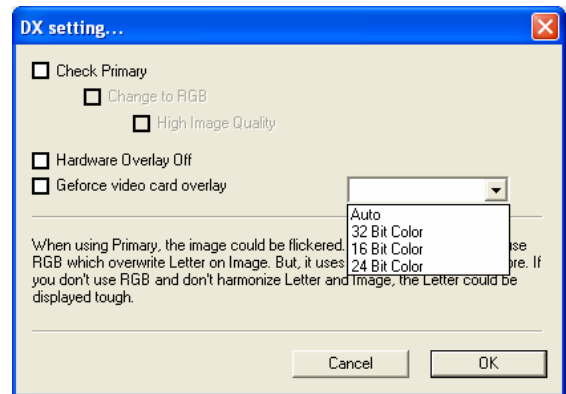 DX setting...
Check Primary
Change to RGB
High Image Quality
Hardware Overlay Off
Geforce video card overlay
Auto
32 Bit Color
16 Bit Color
24 Bit Color
When using Primary, the image could be flickered. use
RGB which overwrite Letter on Image. But, it uses If
you don't use RGB and don't harmonize Letter and Image, the Letter could be
displayed tough.
Cancel OK